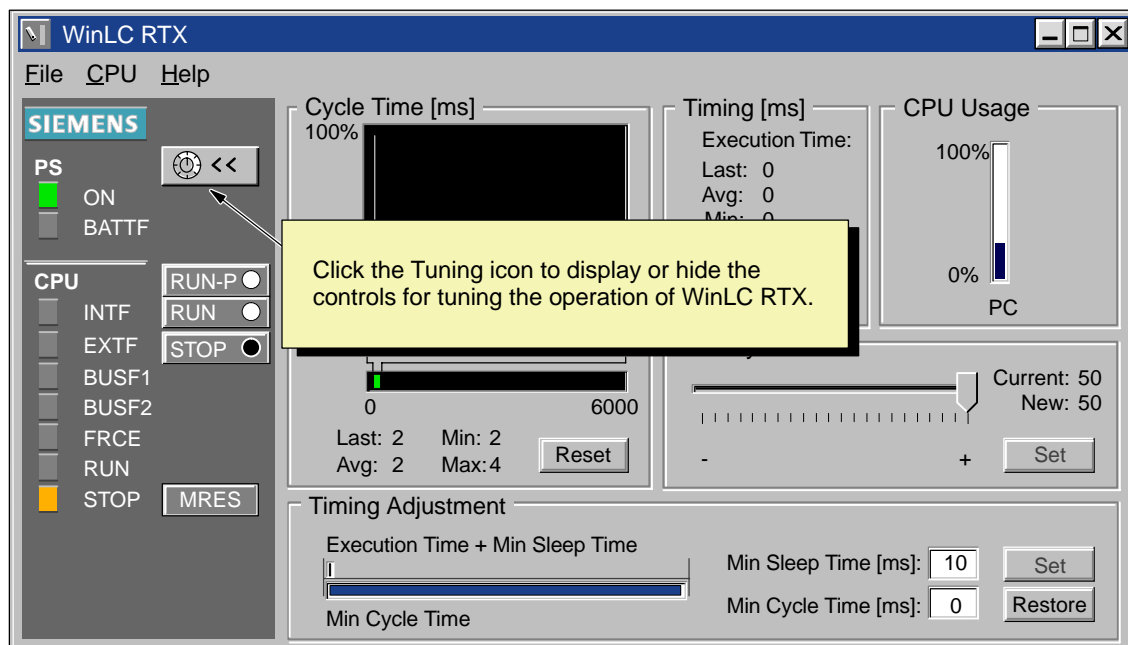 WinLC RTX
File CPU Help
SIEMENS
PS
ON
BATTF
<<
CPU
INTF
EXTF
BUSF1
BUSF2
FRCE
RUN
STOP
RUN-P
RUN
STOP
MRES
Cycle Time [ms]
100%
0 6000
Last: 2 Min: 2
Avg: 2 Max: 4
Reset
Timing [ms]
Execution Time:
Last: 0
Avg: 0
Min: 0
CPU Usage
100%
0%
PC
Click the Tuning icon to display or hide the
controls for tuning the operation of WinLC RTX.
Current: 50
New: 50
- +
Set
Timing Adjustment
Execution Time + Min Sleep Time
Min Cycle Time
Min Sleep Time [ms]: 10 Set
Min Cycle Time [ms]: 0 Restore